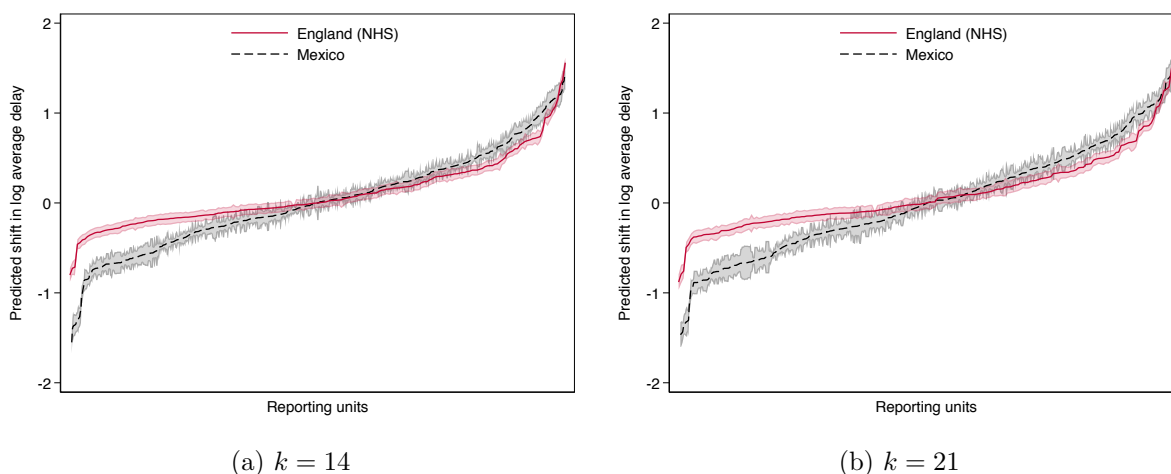 2
1
0
-1
-2
Predicted shift in log average delay
England (NHS)
Mexico
Reporting units
(a) k = 14
2
1
0
-1
-2
Predicted shift in log average delay
England (NHS)
Mexico
Reporting units
(b) k = 21